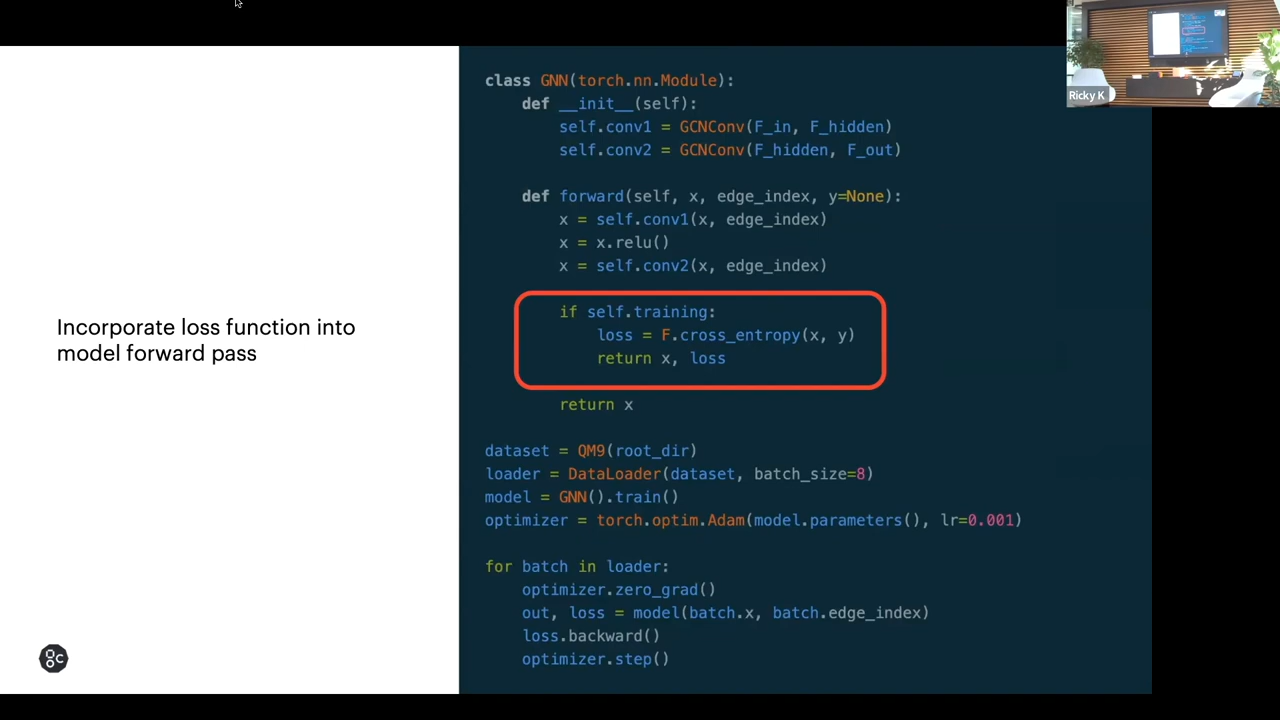 Incorporate loss function into
model forward pass
class GNN(torch.nn.Module):
    def __init__(self):
        self.conv1 = GCNConv(F_in, F_hidden)
        self.conv2 = GCNConv(F_hidden, F_out)
    def forward(self, x, edge_index, y=None):
        x = self.conv1(x, edge_index)
        x = x.relu()
        x = self.conv2(x, edge_index)
        if self.training:
            loss = F.cross_entropy(x, y)
            return x, loss
        return x
dataset = QM9(root_dir)
loader = DataLoader(dataset, batch_size=8)
model = GNN().train()
optimizer = torch.optim.Adam(model.parameters(), lr=0.001)
for batch in loader:
    optimizer.zero_grad()
    out, loss = model(batch.x, batch.edge_index)
    loss.backward()
    optimizer.step()
Ricky K